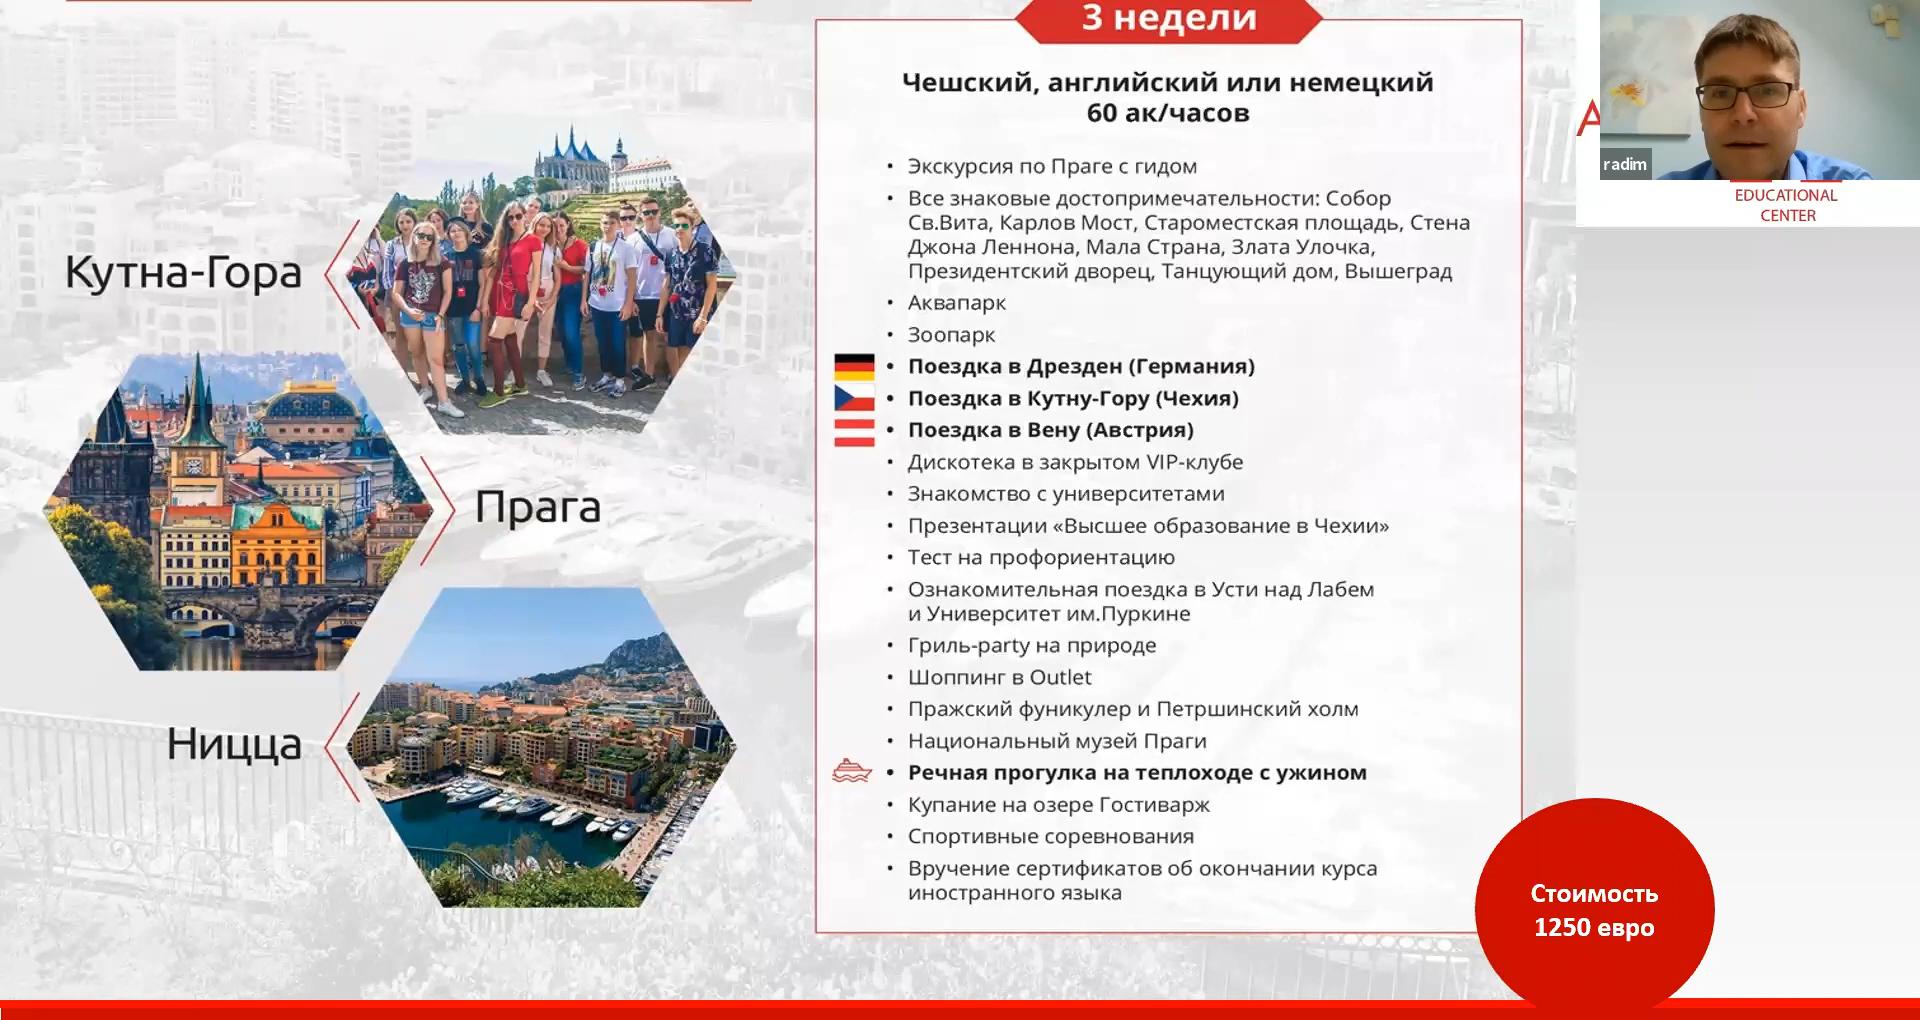 3 недели
Чешский, английский или немецкий
60 ак/часов
• Экскурсия по Праге с гидом
• Все знаковые достопримечательности: Собор
Св.Вита, Карлов Мост, Староместская площадь, Стена
Джона Леннона, Мала Страна, Злата Улочка,
Президентский дворец, Танцующий дом, Вышеград
• Аквапарк
• Зоопарк
• Поездка в Дрезден (Германия)
• Поездка в Кутну-Гору (Чехия)
• Поездка в Вену (Австрия)
• Дискотека в закрытом VIP-клубе
• Знакомство с университетами
• Презентации «Высшее образование в Чехии»
• Тест на профориентацию
• Ознакомительная поездка в Усти над Лабем
и Университет им.Пуркине
• Гриль-party на природе
• Шоппинг в Outlet
• Пражский фуникулер и Петршинский холм
• Национальный музей Праги
• Речная прогулка на теплоходе с ужином
• Купание на озере Гостиварж
• Спортивные соревнования
• Вручение сертификатов об окончании курса
иностранного языка
Кутна-Гора
Прага
Ницца
Стоимость
1250 евро
radim
EDUCATIONAL
CENTER